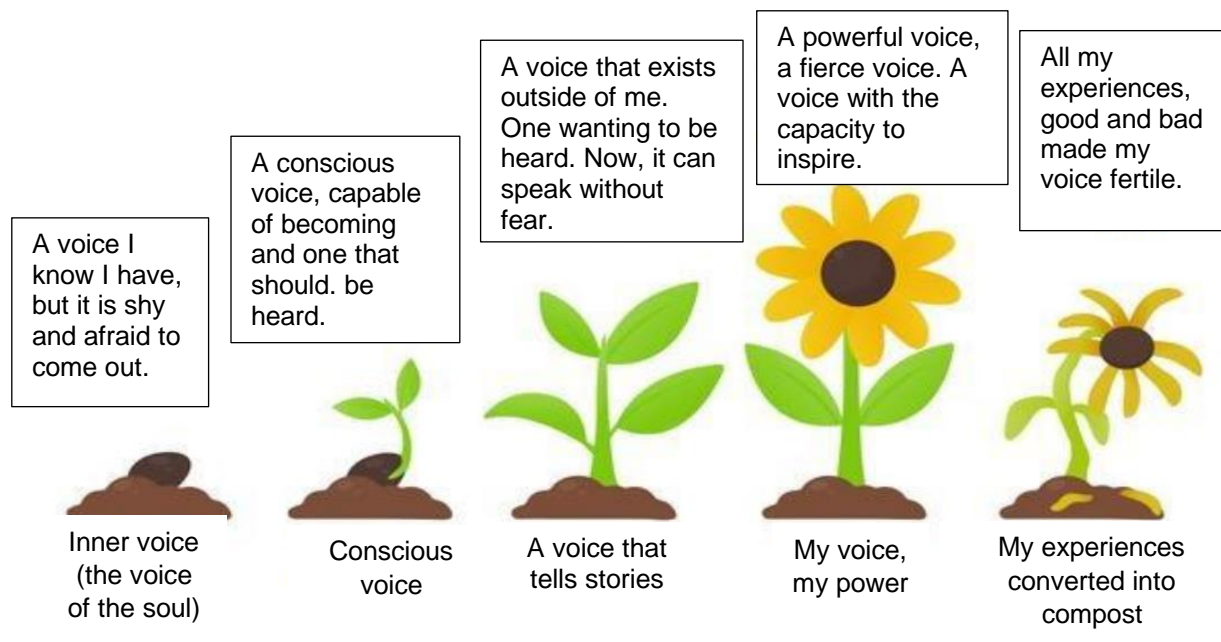 A voice I
know I have,
but it is shy
and afraid to
come out.
A conscious
voice, capable
of becoming
and one that
should. be
heard.
A voice that exists
outside of me.
One wanting to be
heard. Now, it can
speak without
fear.
A powerful voice,
a fierce voice. A
voice with the
capacity to
inspire.
All my
experiences,
good and bad
made my
voice fertile.
Inner voice
(the voice
of the soul)
Conscious
voice
A voice that
tells stories
My voice,
my power
My experiences
converted into
compost